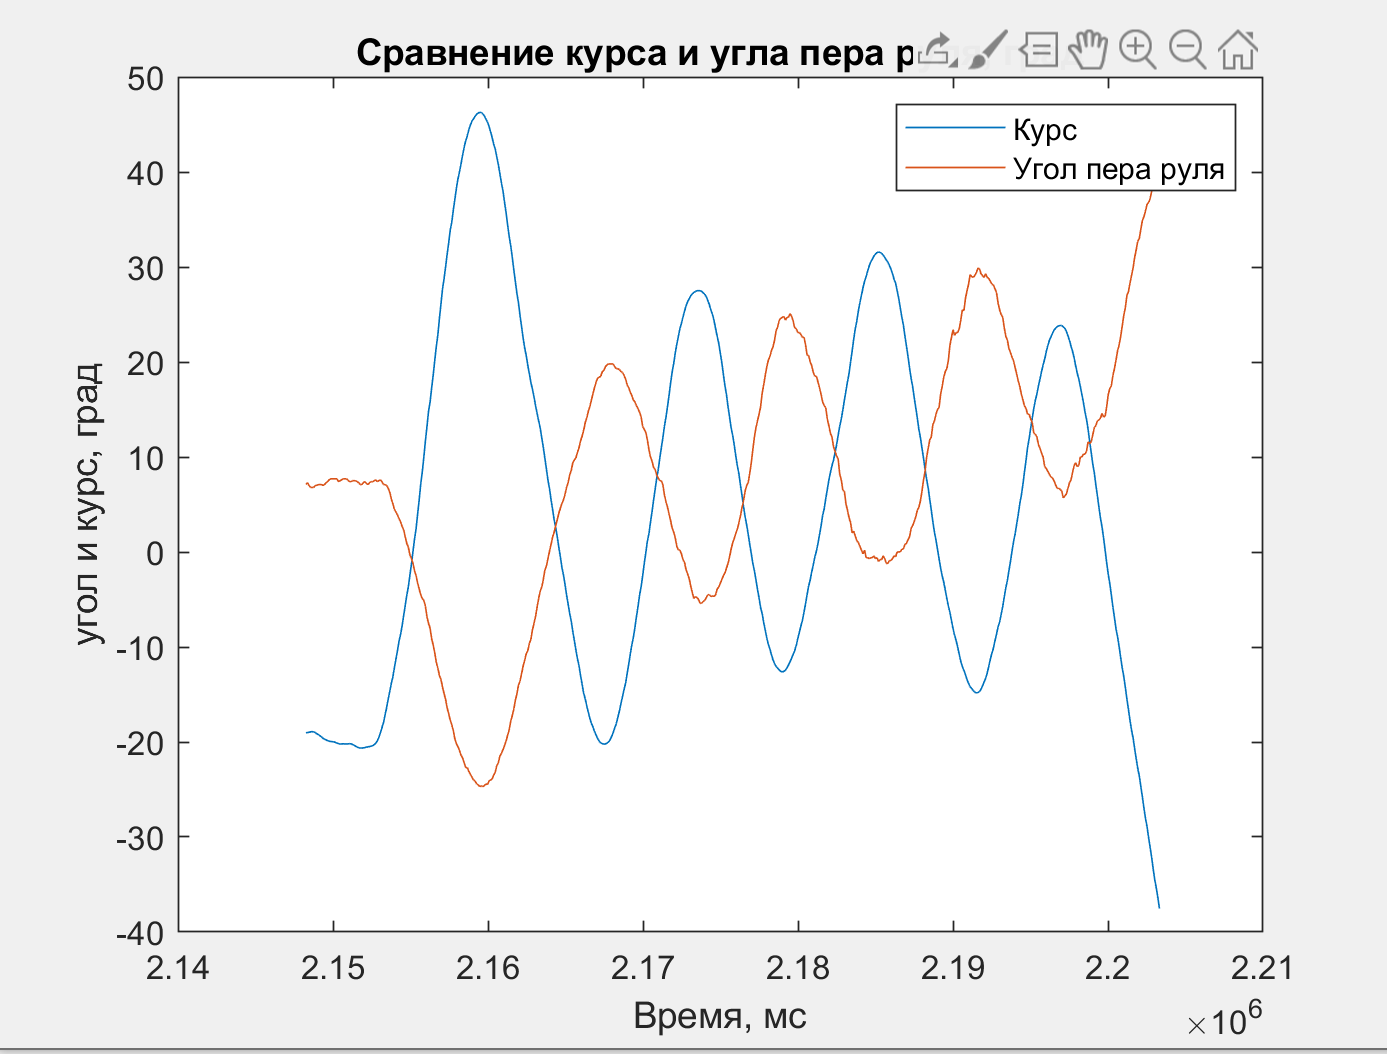 Сравнение курса и угла пера
50
40
30
20
10
0
-10
-20
-30
-40
угол и курс, град
Курс
Угол пера руля
2.14 2.15 2.16 2.17 2.18 2.19 2.2 2.21
Время, мс
×10⁶